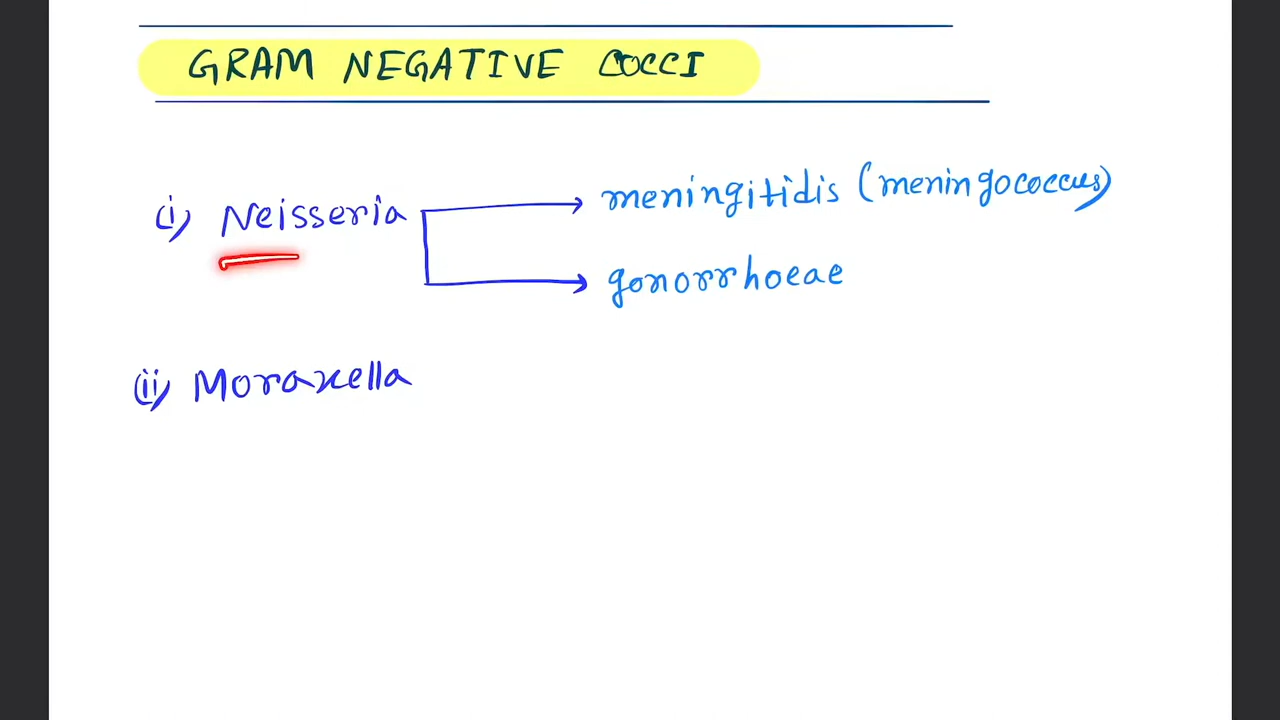 GRAM NEGATIVE COCCI
(i) Neisseria
meningitidis (meningococcus)
gonorrhoeae
(ii) Moraxella